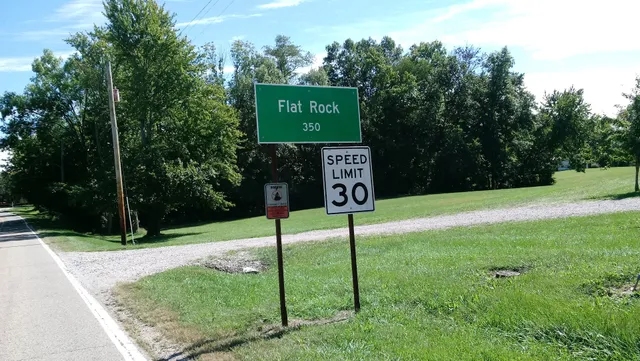 Flat Rock
350
SPEED
LIMIT
30